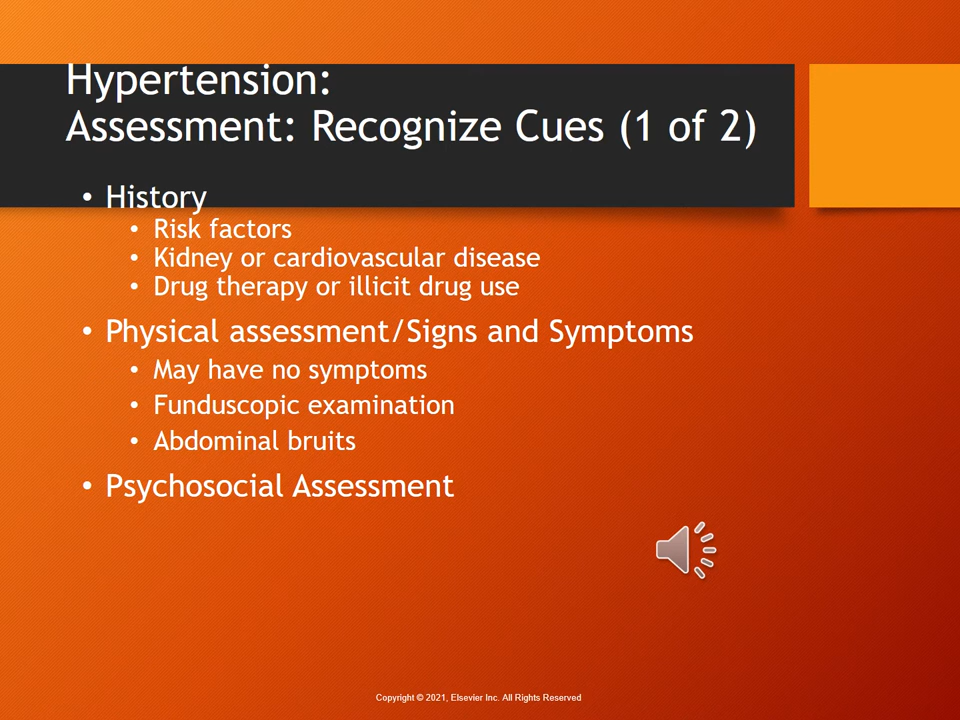 Hypertension:
Assessment: Recognize Cues (1 of 2)
• History
• Risk factors
• Kidney or cardiovascular disease
• Drug therapy or illicit drug use
• Physical assessment/Signs and Symptoms
• May have no symptoms
• Funduscopic examination
• Abdominal bruits
• Psychosocial Assessment
Copyright © 2021, Elsevier Inc. All Rights Reserved